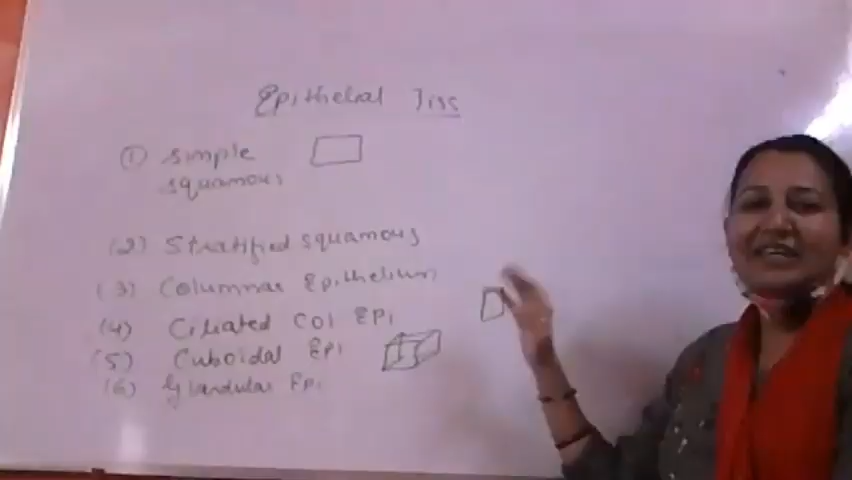 Epithelial Tiss
(1) simple
squamous
(2) Stratified squamous
(3) Columnar Epithelium
(4) Ciliated Col Epi
(5) Cuboidal Epi
(6) Glandular Epi